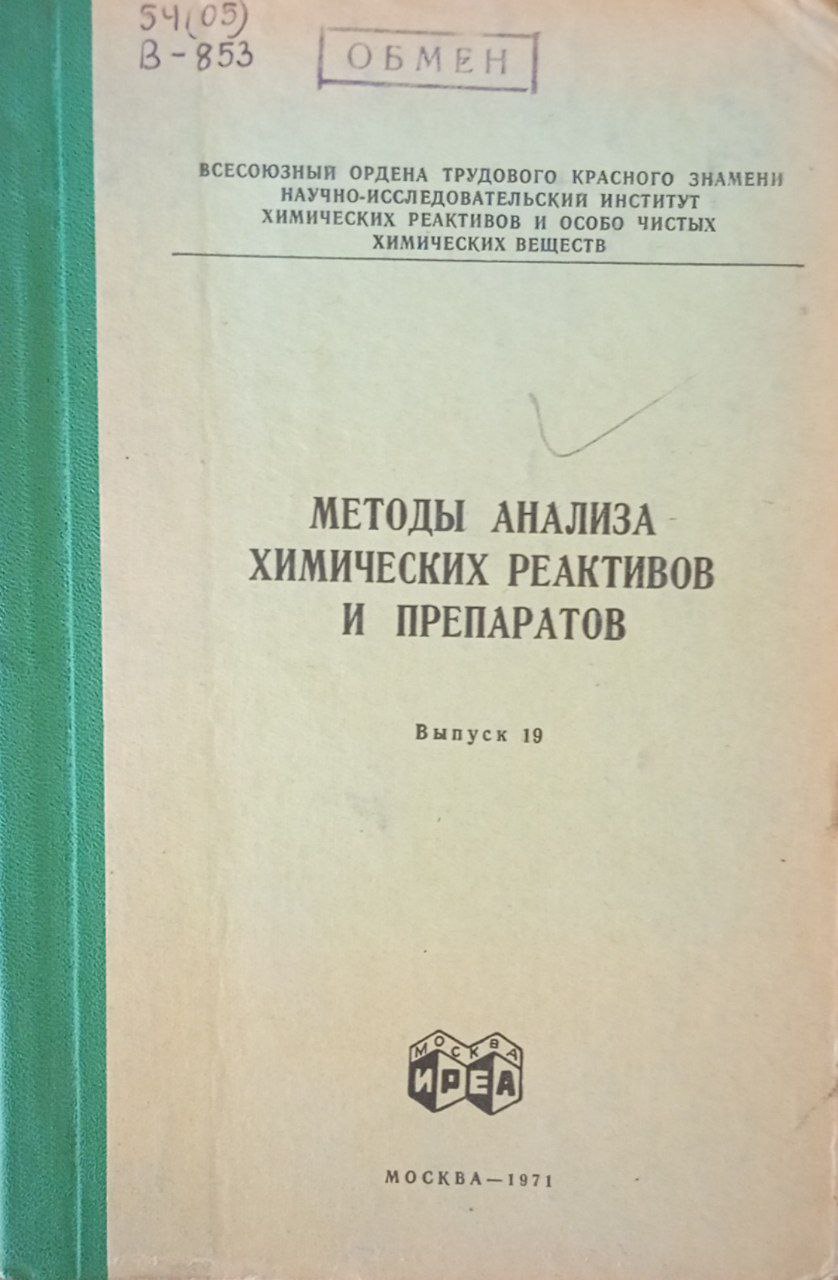 54(05)
В-853
ОБМЕН
ВСЕСОЮЗНЫЙ ОРДЕНА ТРУДОВОГО КРАСНОГО ЗНАМЕНИ
НАУЧНО-ИССЛЕДОВАТЕЛЬСКИЙ ИНСТИТУТ
ХИМИЧЕСКИХ РЕАКТИВОВ И ОСОБО ЧИСТЫХ
ХИМИЧЕСКИХ ВЕЩЕСТВ
МЕТОДЫ АНАЛИЗА
ХИМИЧЕСКИХ РЕАКТИВОВ
И ПРЕПАРАТОВ
Выпуск 19
МОСКВА
ИРЕА
МОСКВА—1971